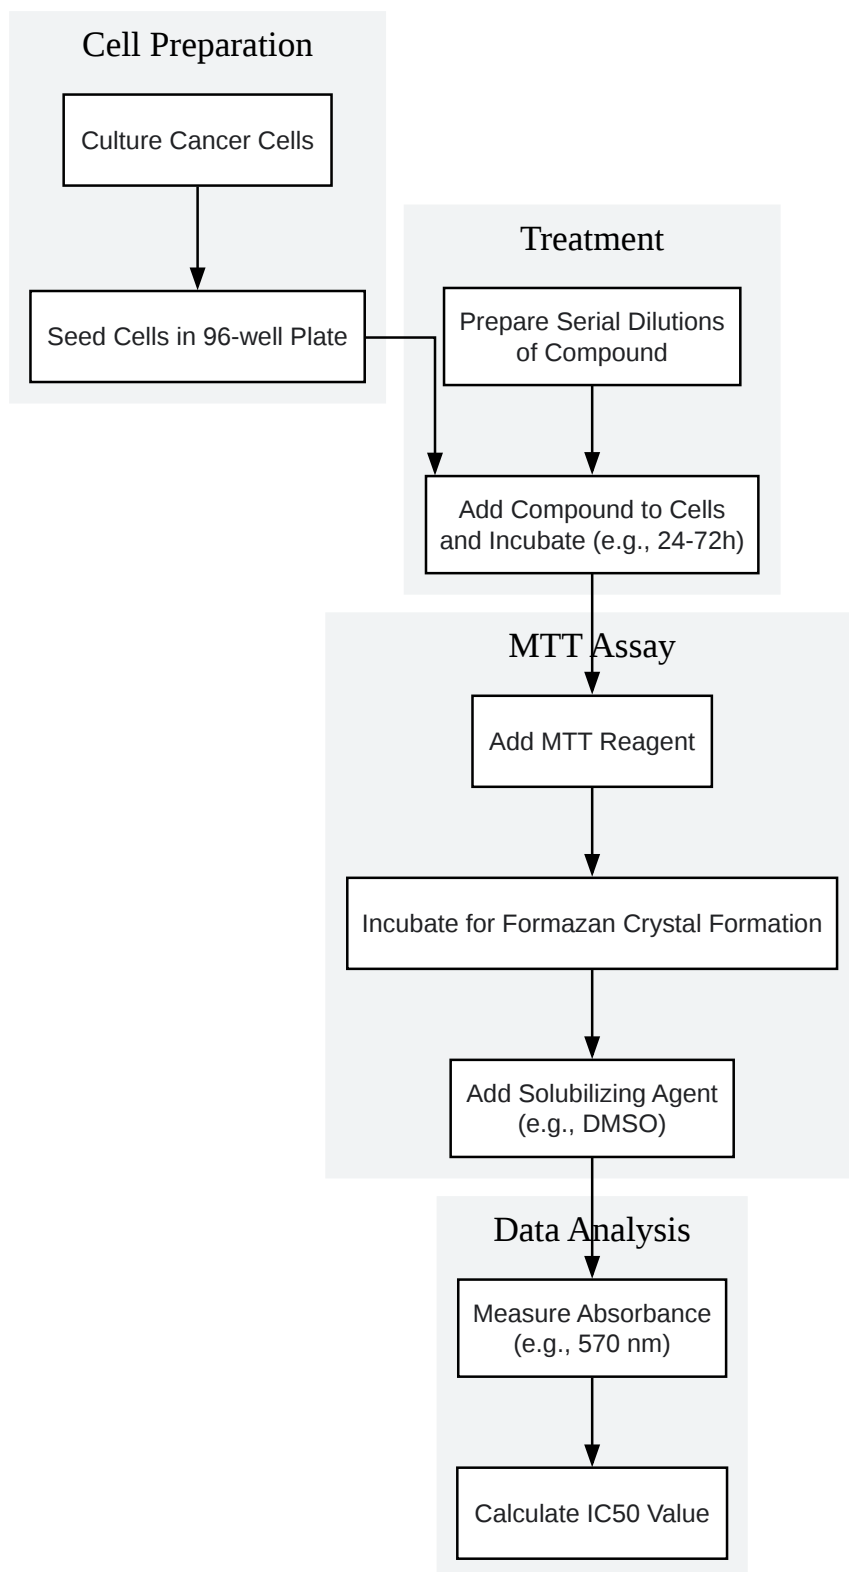 Cell Preparation
Culture Cancer Cells
Seed Cells in 96-well Plate
Treatment
Prepare Serial Dilutions
of Compound
Add Compound to Cells
and Incubate (e.g., 24-72h)
MTT Assay
Add MTT Reagent
Incubate for Formazan Crystal Formation
Add Solubilizing Agent
(e.g., DMSO)
Data Analysis
Measure Absorbance
(e.g., 570 nm)
Calculate IC50 Value